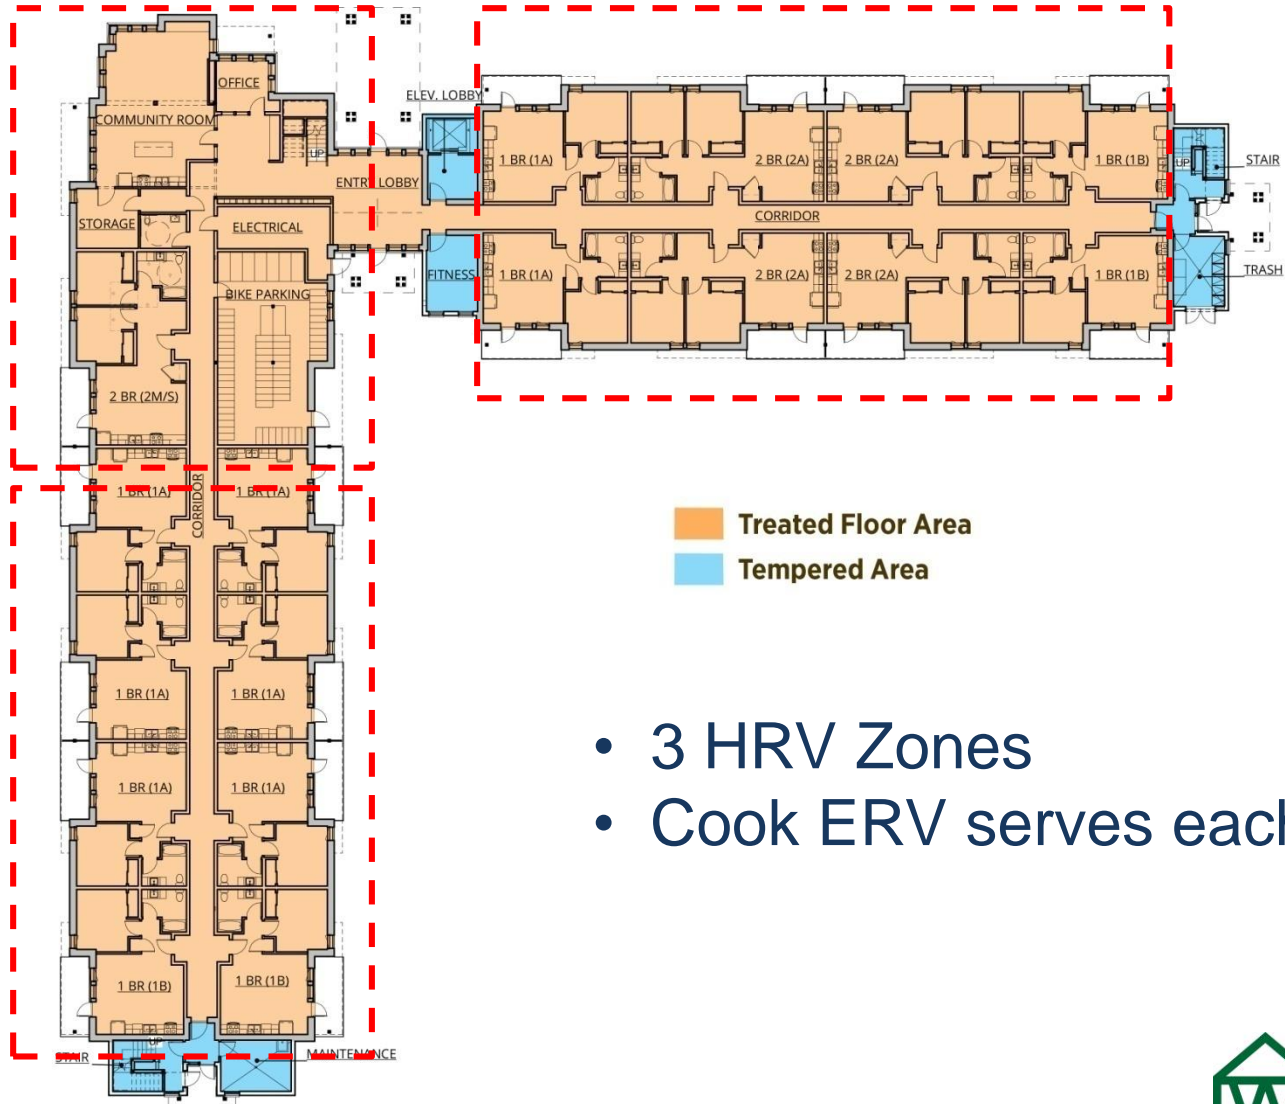 OFFICE
ELEV. LOBBY
COMMUNITY ROOM
UP
1 BR (1A)
2 BR (2A)
2 BR (2A)
1 BR (1B)
UP
STAIR
ENTRY LOBBY
STORAGE
ELECTRICAL
CORRIDOR
FITNESS
1 BR (1A)
2 BR (2A)
2 BR (2A)
1 BR (1B)
TRASH
BIKE PARKING
2 BR (2M/S)
1 BR (1A)
1 BR (1A)
CORRIDOR
Treated Floor Area
Tempered Area
1 BR (1A)
1 BR (1A)
• 3 HRV Zones
1 BR (1A)
1 BR (1A)
• Cook ERV serves each
1 BR (1B)
1 BR (1B)
UP
STAIR
MAINTENANCE